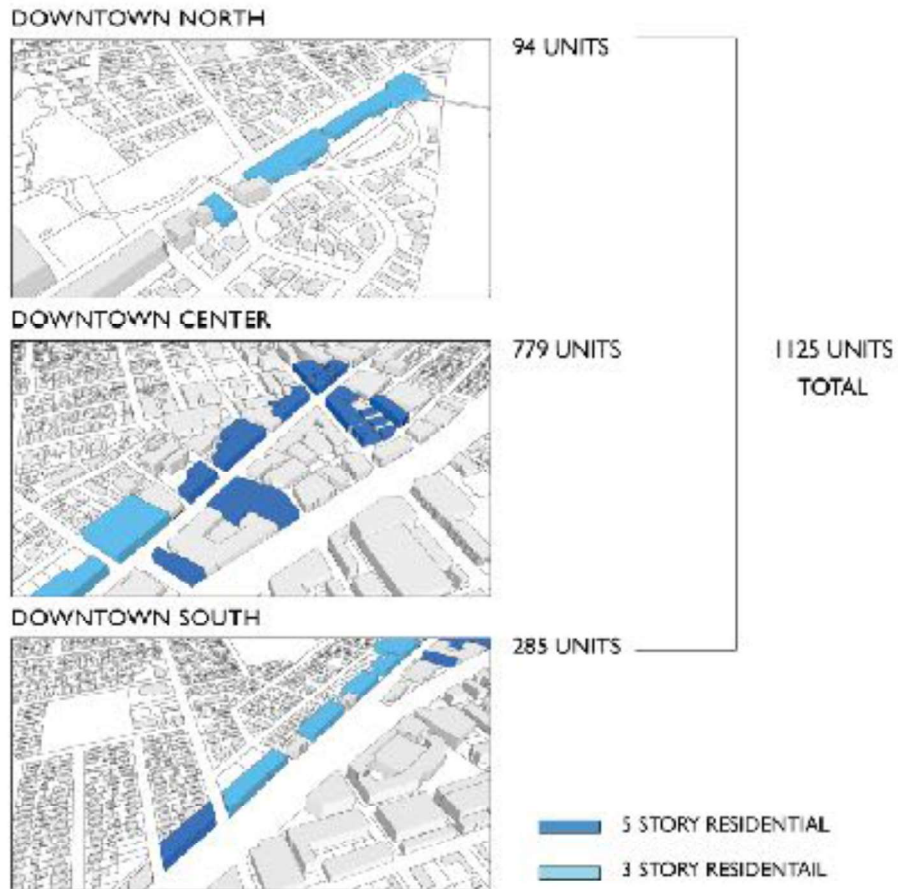 DOWNTOWN NORTH
94 UNITS
DOWNTOWN CENTER
779 UNITS
1125 UNITS
TOTAL
DOWNTOWN SOUTH
285 UNITS
5 STORY RESIDENTIAL
3 STORY RESIDENTAIL